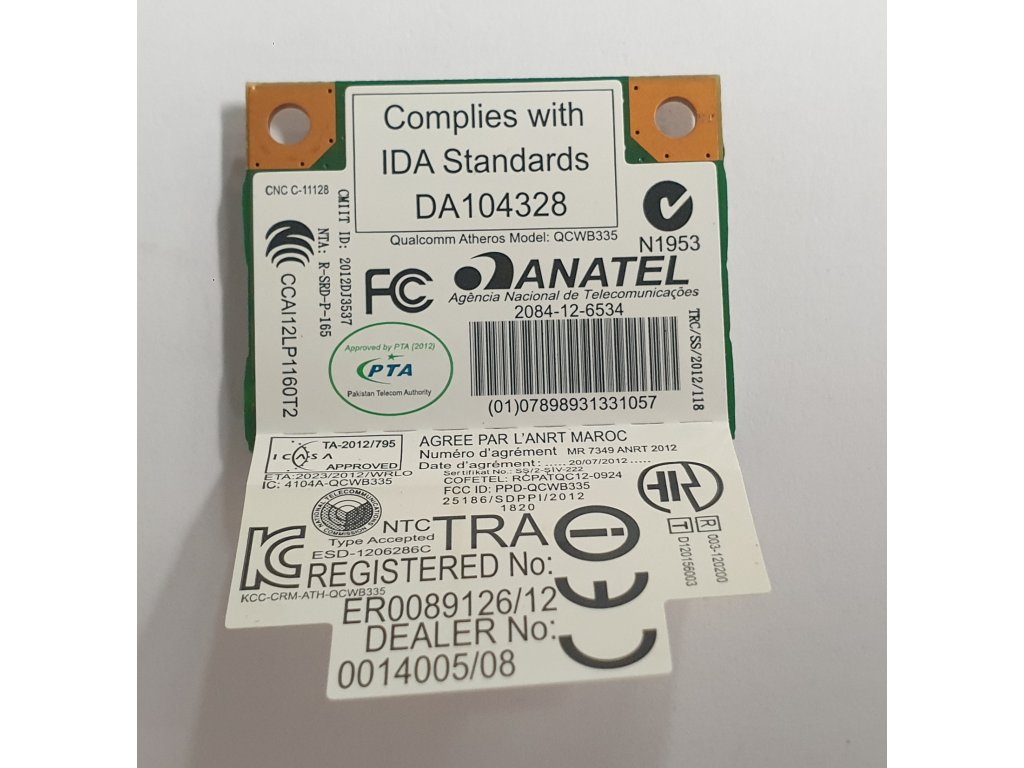 Complies with
IDA Standards
DA104328
CNC C-11128
CMIIT ID: 2012DJ3537
NTA: R-SRD-P-165
CCAI12LP1160T2
Qualcomm Atheros Model: QCWB335
N1953
FC
ANATEL
Agência Nacional de Telecomunicações
2084-12-6534
(01)07898931331057
TRC/SS/2012/118
Approved by PTA (2012)
PTA
Pakistan Telecom Authority
ICASA
TA-2012/795
APPROVED
ETA:2023/2012/WRLO
IC: 4104A-QCWB335
AGREE PAR L'ANRT MAROC
Numéro d'agrément MR 7349 ANRT 2012
Date d'agrément : ..... 20/07/2012 .....
Sertifikat No.: SS/2-SIV-222
COFETEL: RCPATQC12-0924
FCC ID: PPD-QCWB335
25186/SDPPI/2012
1820
NATIONAL TELECOMMUNICATIONS COMMISSION
NTC
Type Accepted
ESD-1206286C
KC
KCC-CRM-ATH-QCWB335
TRA
REGISTERED No:
ER0089126/12
DEALER No:
0014005/08
CE
R 003-120200
T D120156003